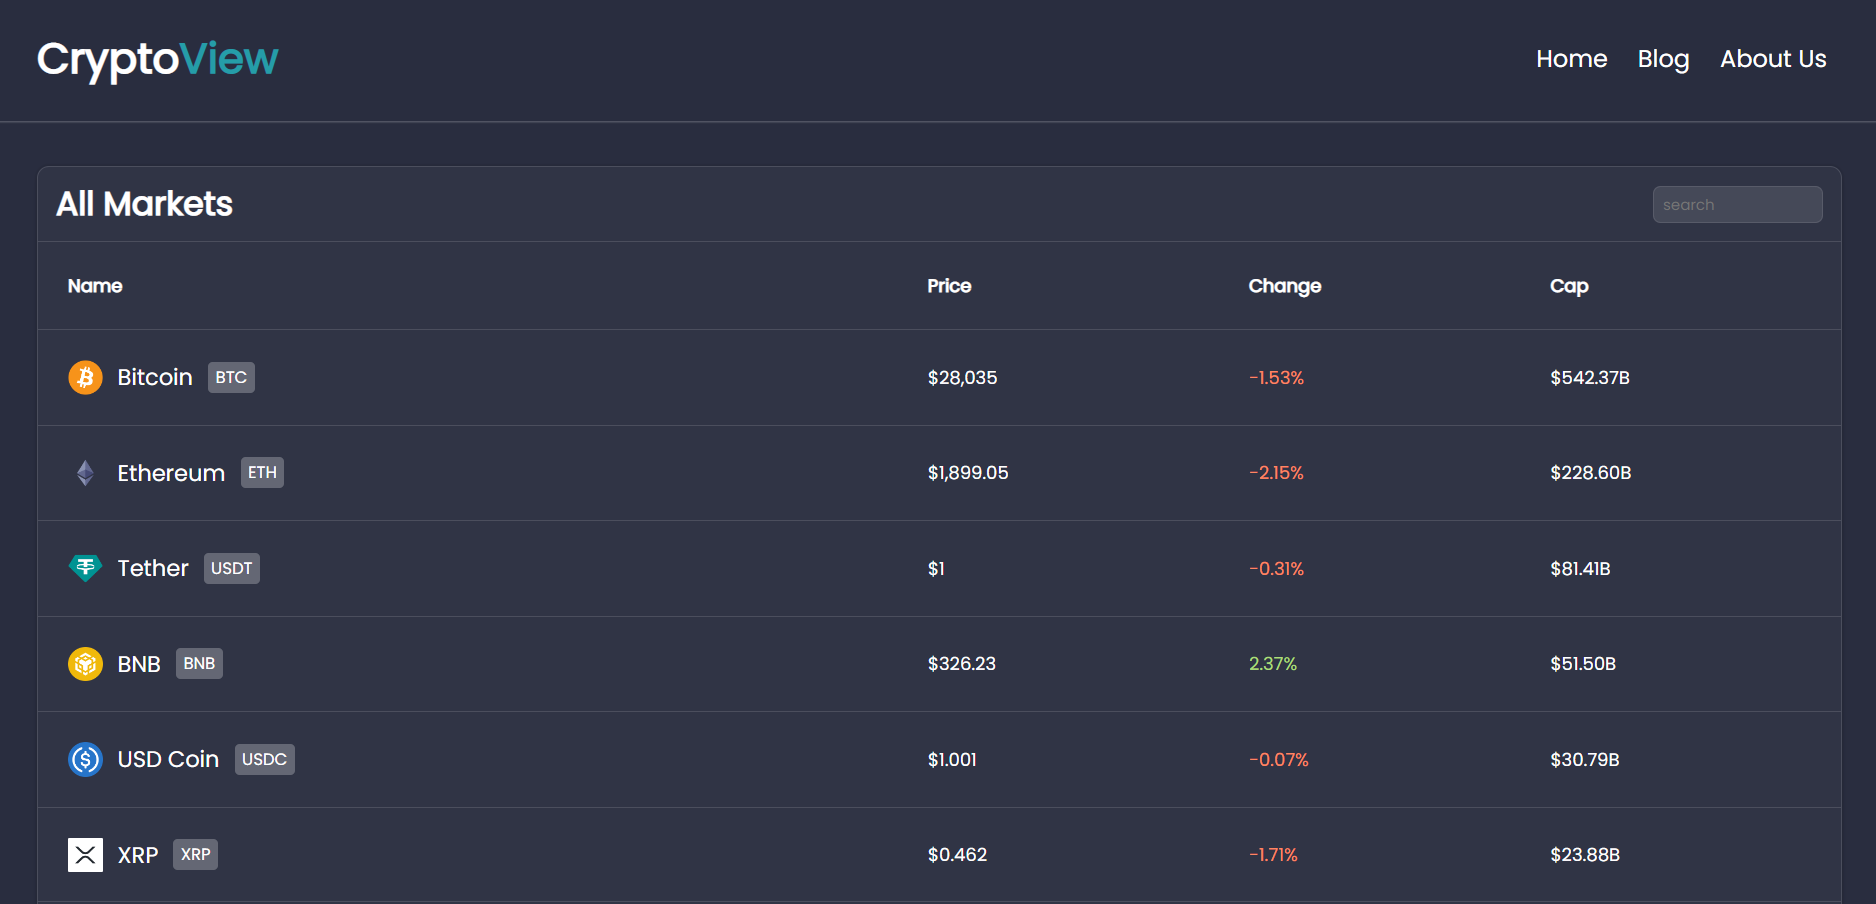 CryptoView Home Blog About Us
All Markets search
Name Price Change Cap
Bitcoin BTC $28,035 -1.53% $542.37B
Ethereum ETH $1,899.05 -2.15% $228.60B
Tether USDT $1 -0.31% $81.41B
BNB BNB $326.23 2.37% $51.50B
USD Coin USDC $1.001 -0.07% $30.79B
XRP XRP $0.462 -1.71% $23.88B